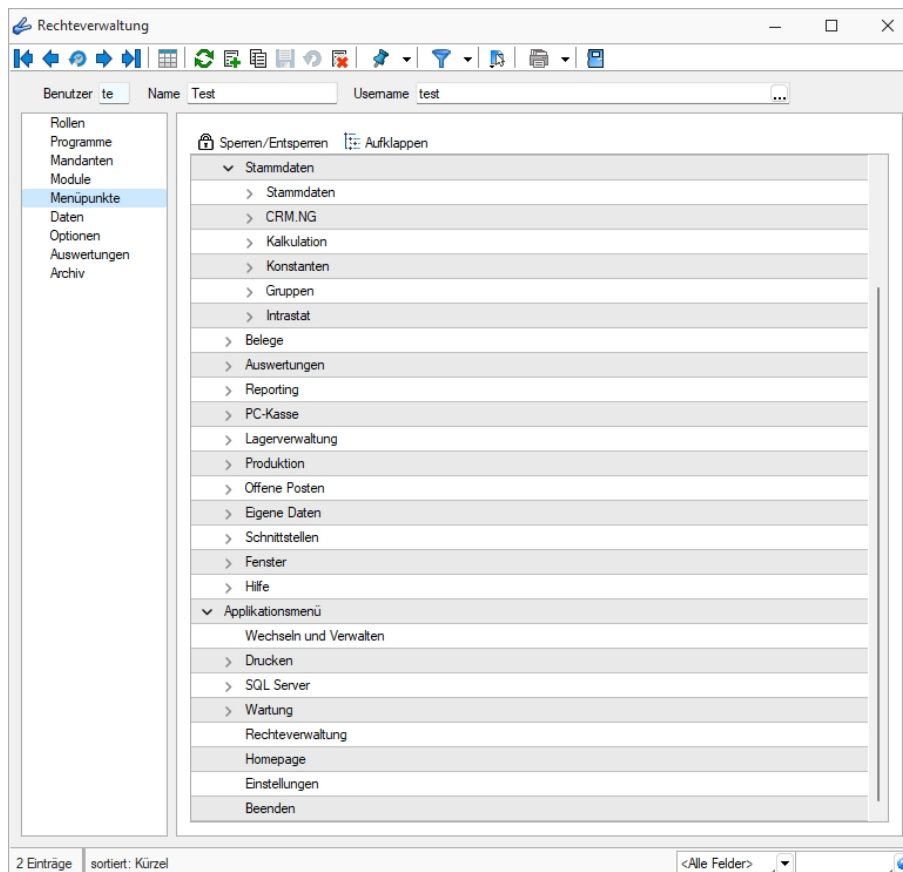 Rechteverwaltung
Benutzer te Name Test Username test ...
Rollen
Programme
Mandanten
Module
Menüpunkte
Daten
Optionen
Auswertungen
Archiv
Sperren/Entsperren Aufklappen
Stammdaten
Stammdaten
CRM.NG
Kalkulation
Konstanten
Gruppen
Intrastat
Belege
Auswertungen
Reporting
PC-Kasse
Lagerverwaltung
Produktion
Offene Posten
Eigene Daten
Schnittstellen
Fenster
Hilfe
Applikationsmenü
Wechseln und Verwalten
Drucken
SQL Server
Wartung
Rechteverwaltung
Homepage
Einstellungen
Beenden
2 Einträge sortiert: Kürzel <Alle Felder>